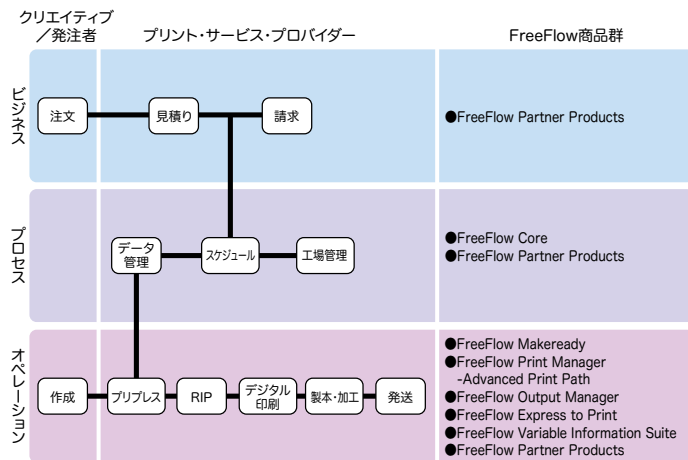 クリエイティブ
／発注者
プリント・サービス・プロバイダー
FreeFlow商品群
ビジネス
注文
見積り
請求
●FreeFlow Partner Products
プロセス
データ
管理
スケジュール
工場管理
●FreeFlow Core
●FreeFlow Partner Products
オペレーション
作成
プリプレス
RIP
デジタル
印刷
製本・加工
発送
●FreeFlow Makeready
●FreeFlow Print Manager
-Advanced Print Path
●FreeFlow Output Manager
●FreeFlow Express to Print
●FreeFlow Variable Information Suite
●FreeFlow Partner Products